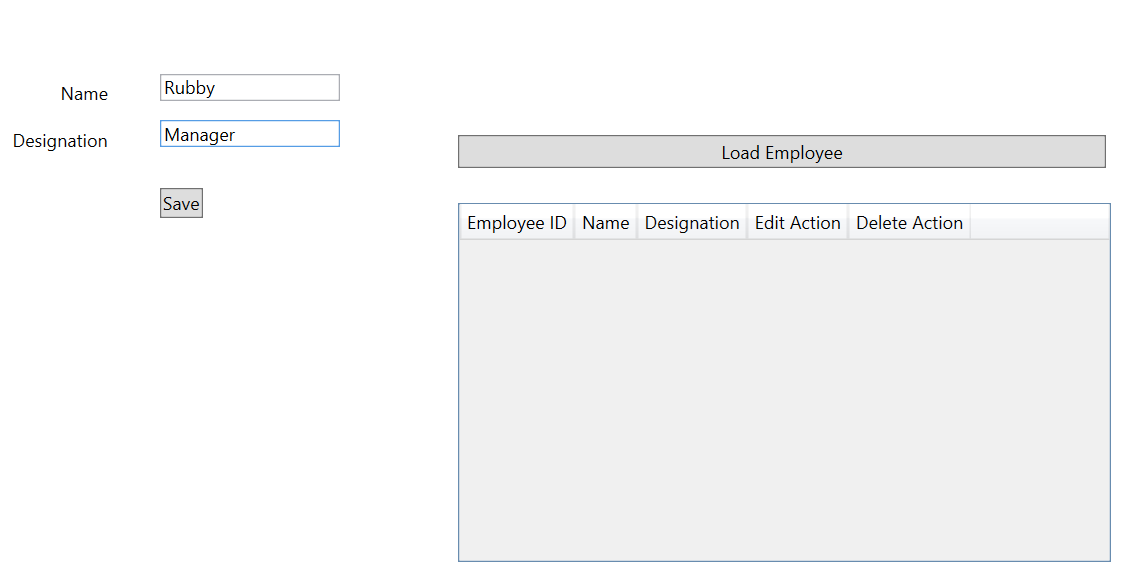 Name Rubby
Designation Manager
Save
Load Employee
Employee ID Name Designation Edit Action Delete Action